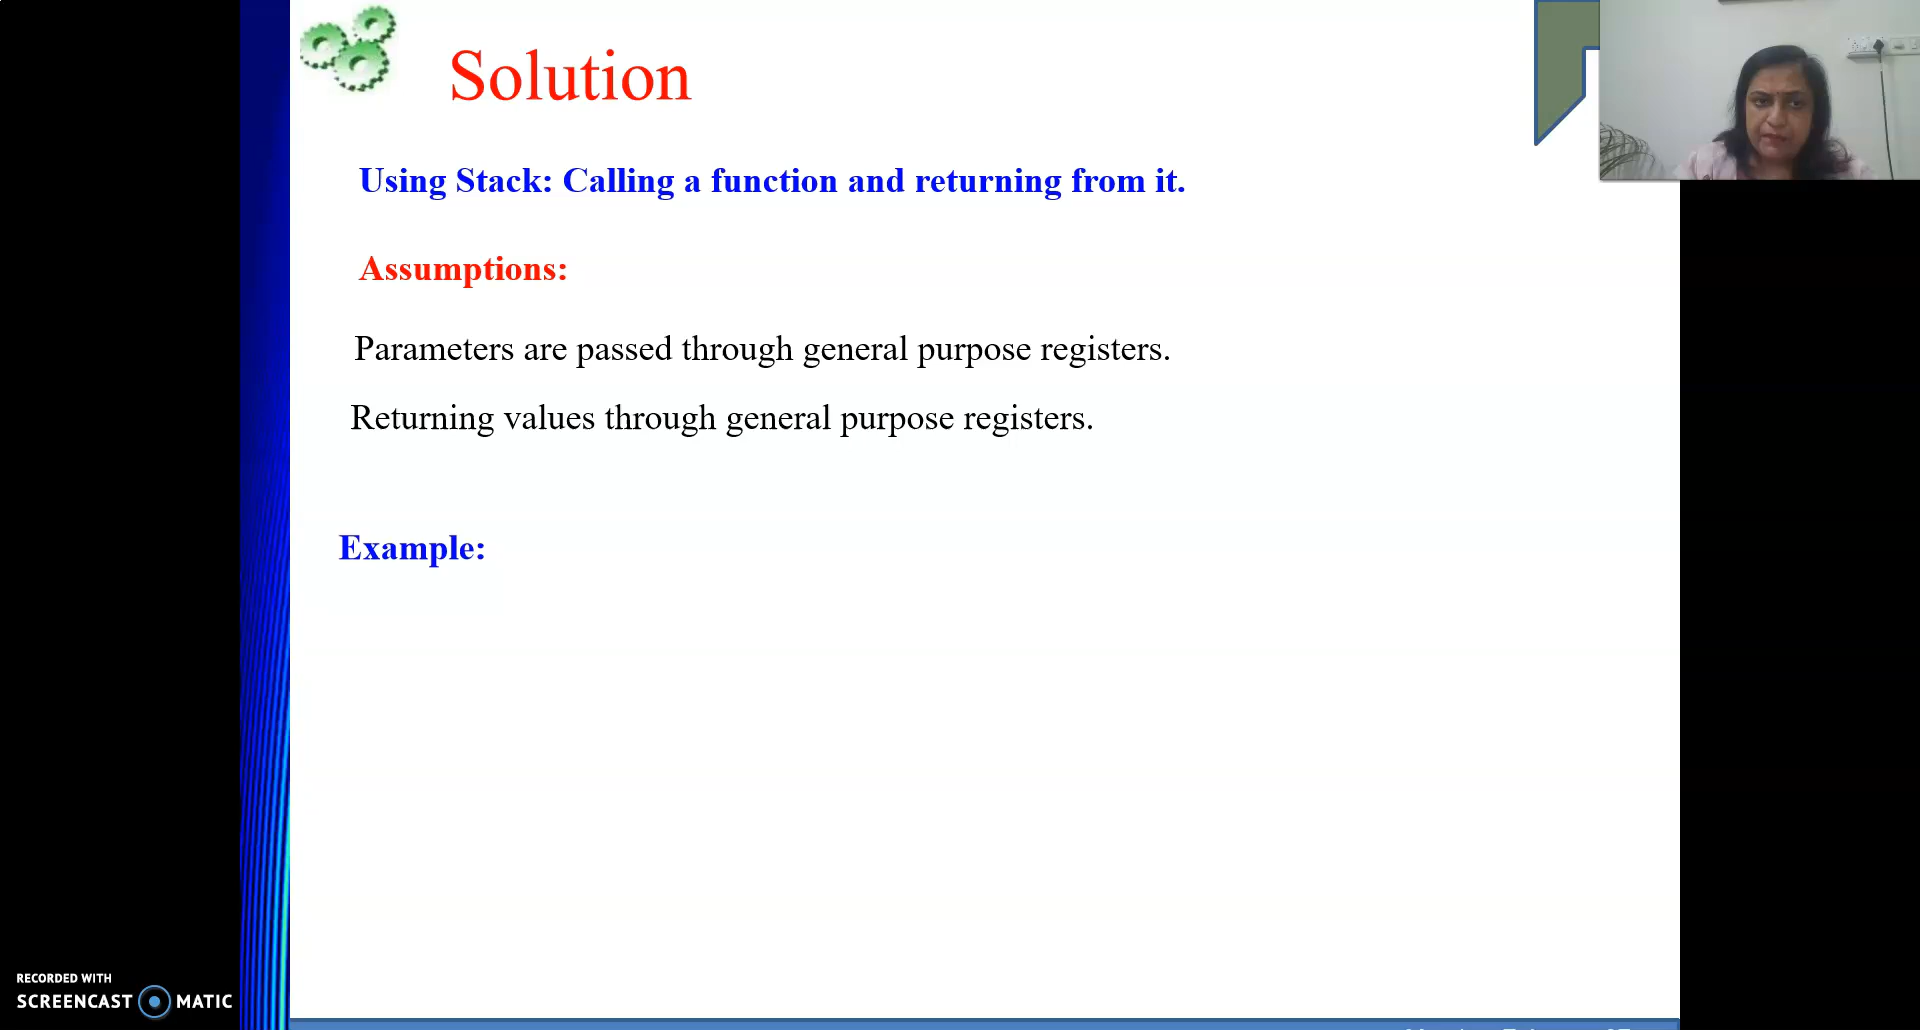 Solution
Using Stack: Calling a function and returning from it.
Assumptions:
Parameters are passed through general purpose registers.
Returning values through general purpose registers.
Example:
RECORDED WITH
SCREENCAST MATIC